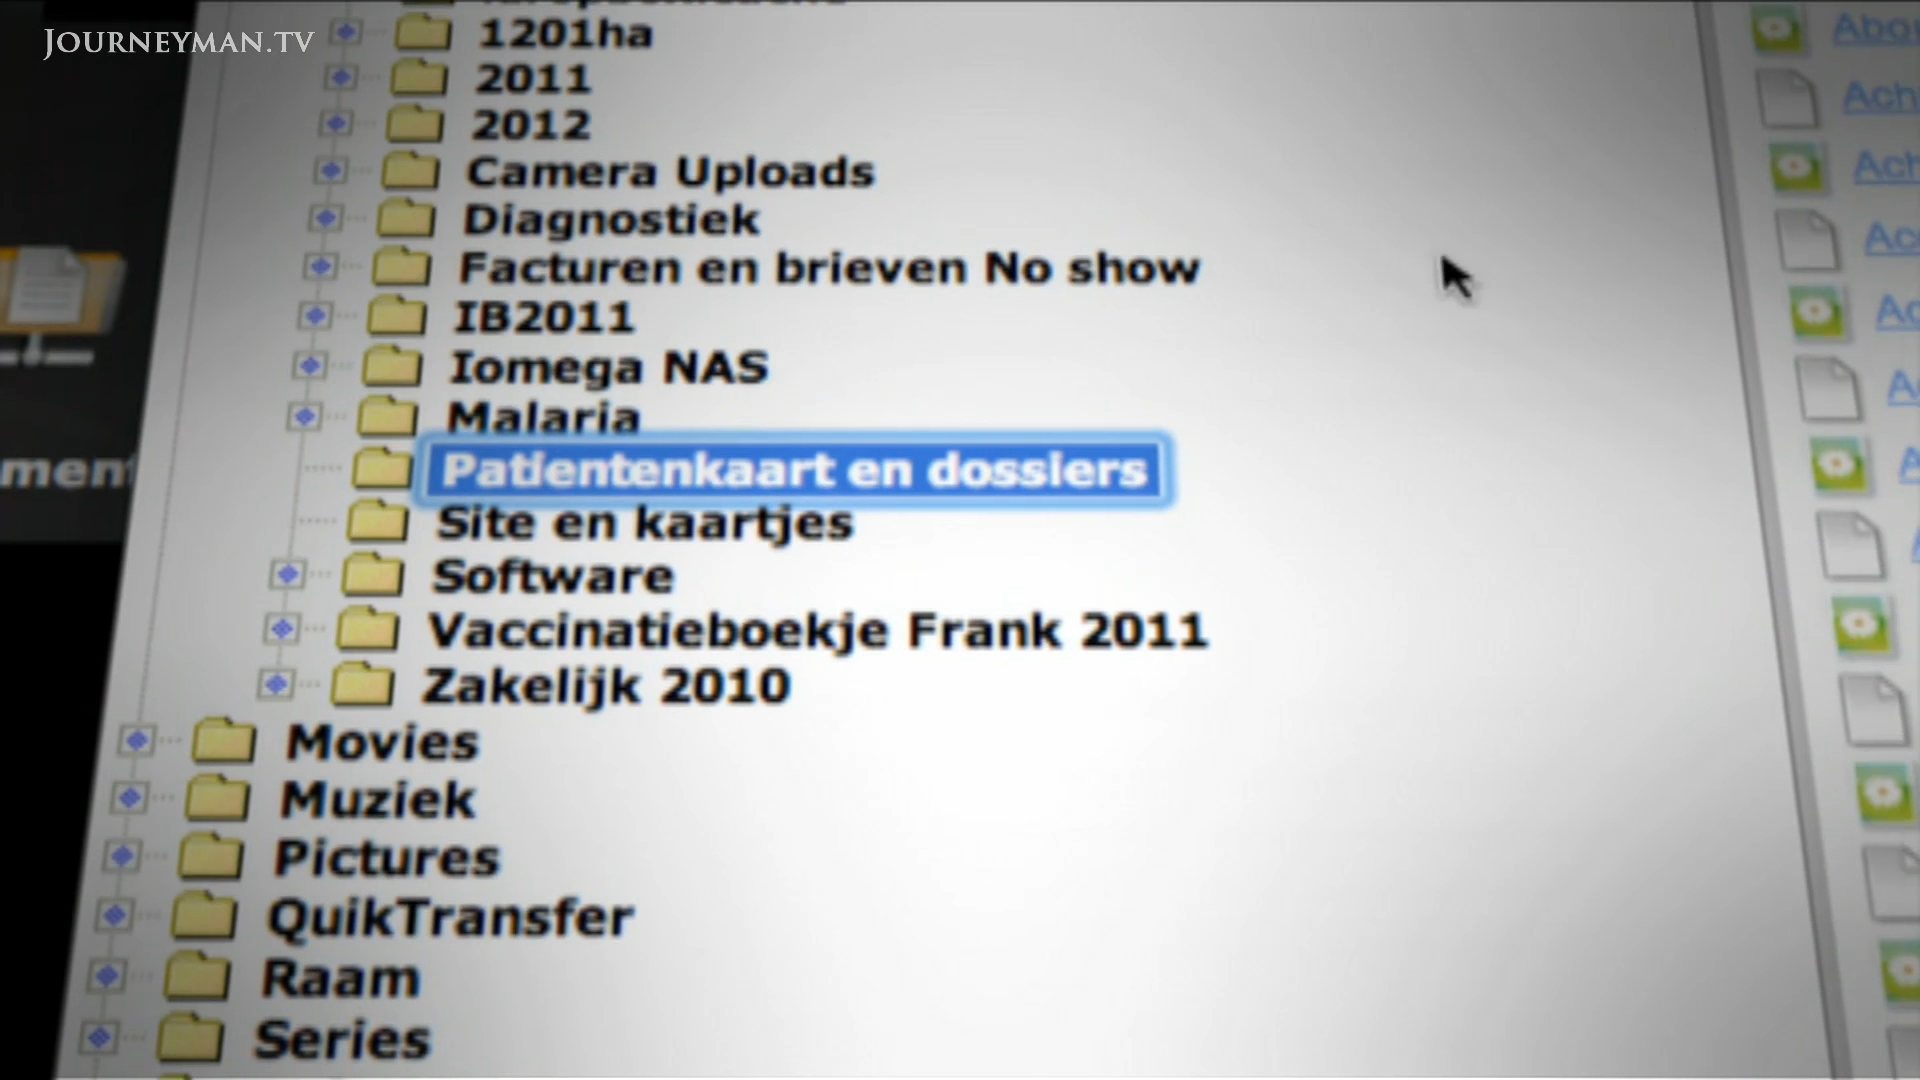 JOURNEYMAN.TV
1201ha
2011
2012
Camera Uploads
Diagnostiek
Facturen en brieven No show
IB2011
Iomega NAS
Malaria
Patientenkaart en dossiers
Site en kaartjes
Software
Vaccinatieboekje Frank 2011
Zakelijk 2010
Movies
Muziek
Pictures
QuikTransfer
Raam
Series